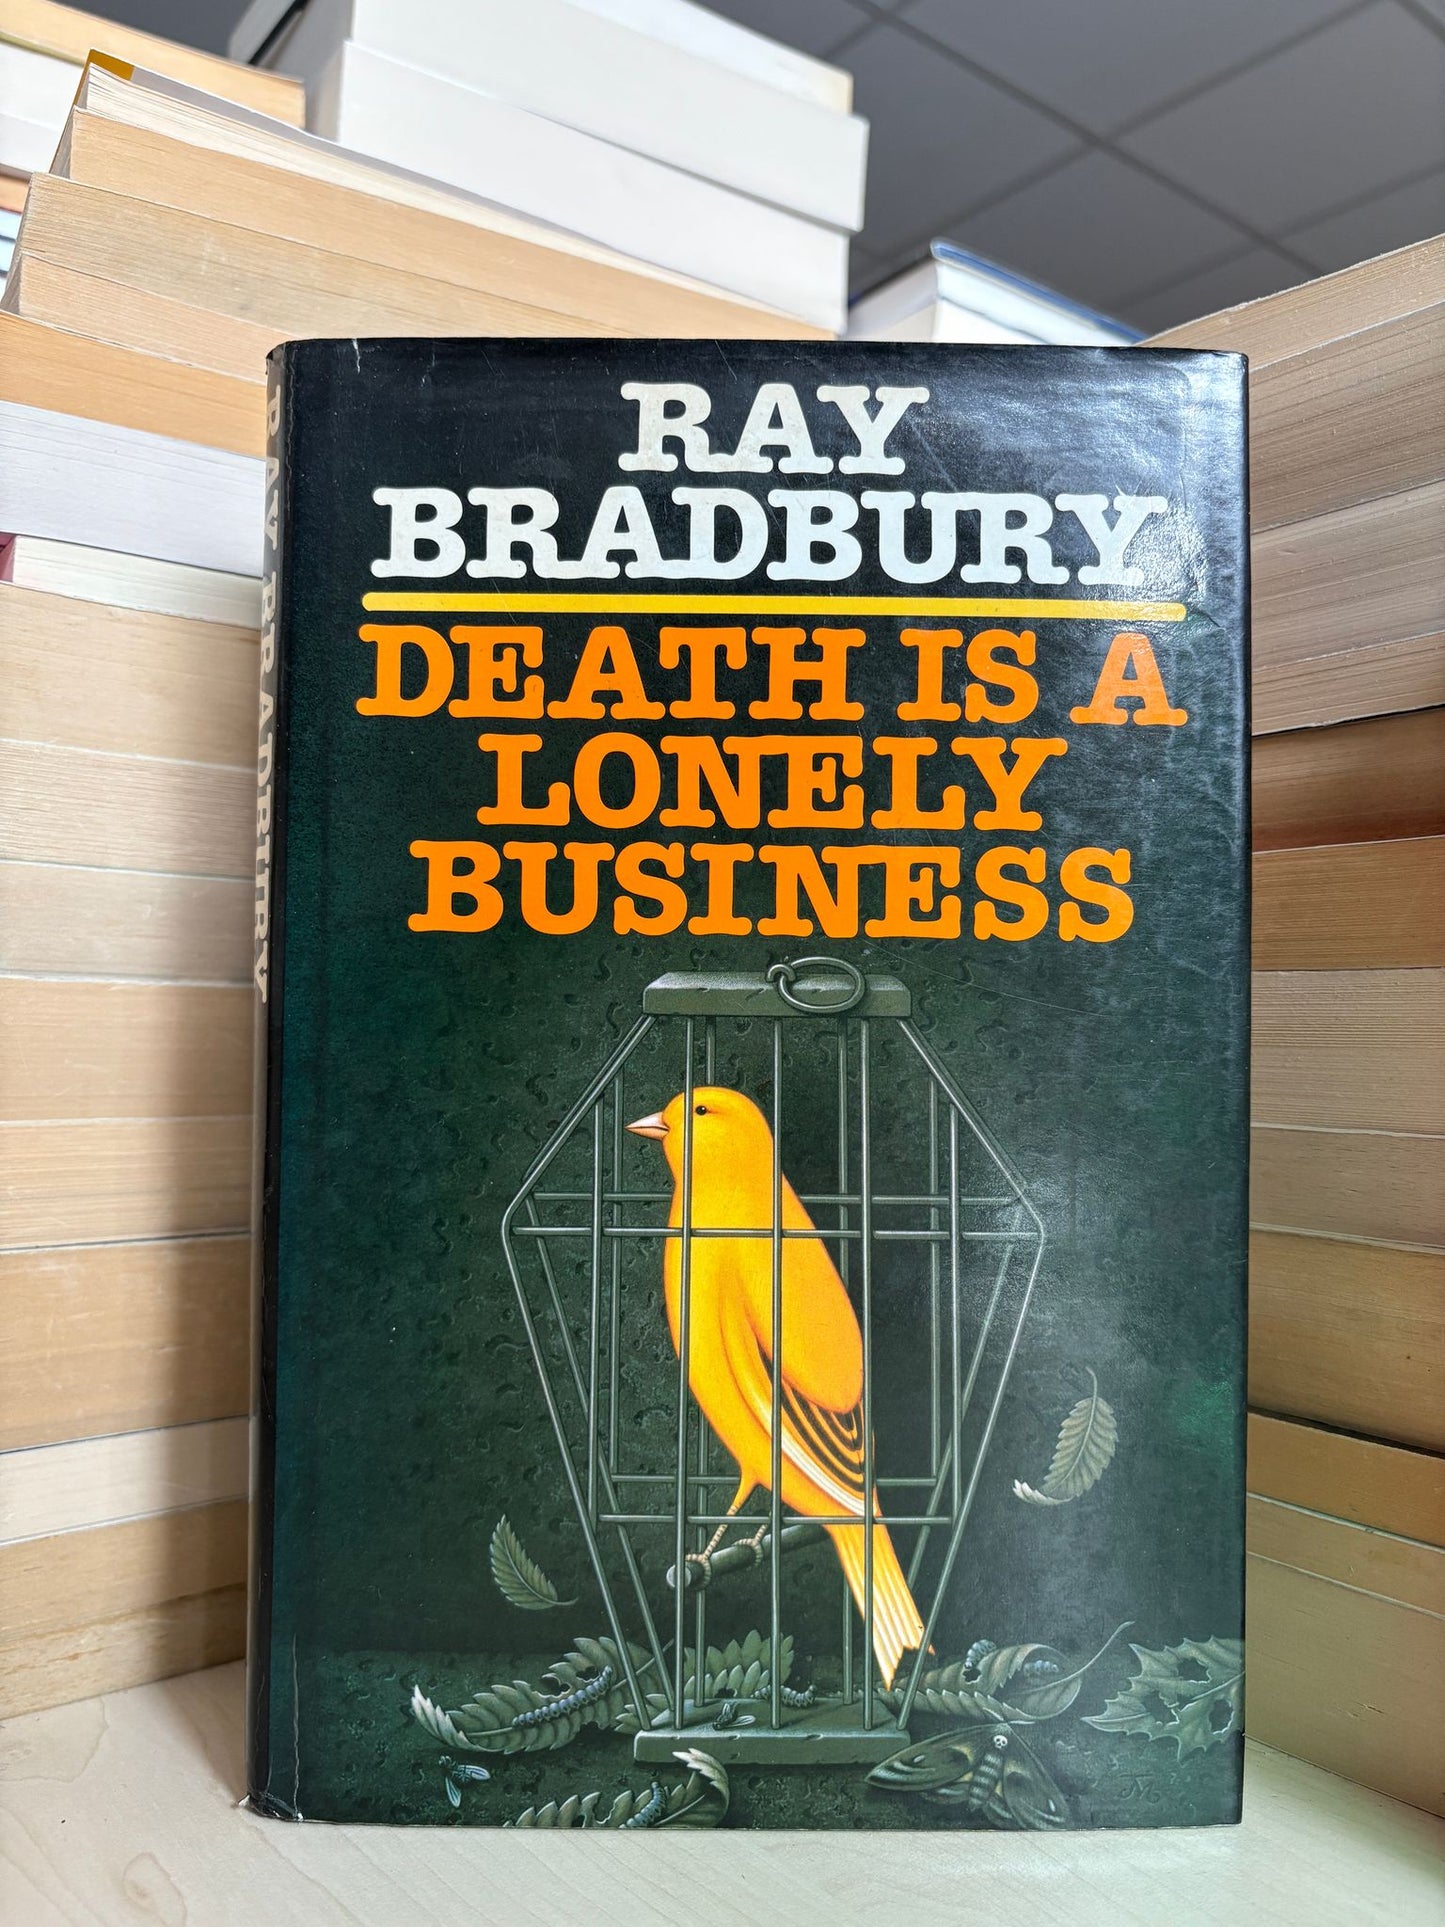 RAY
BRADBURY
DEATH IS A
LONELY
BUSINESS
RAY BRADBURY